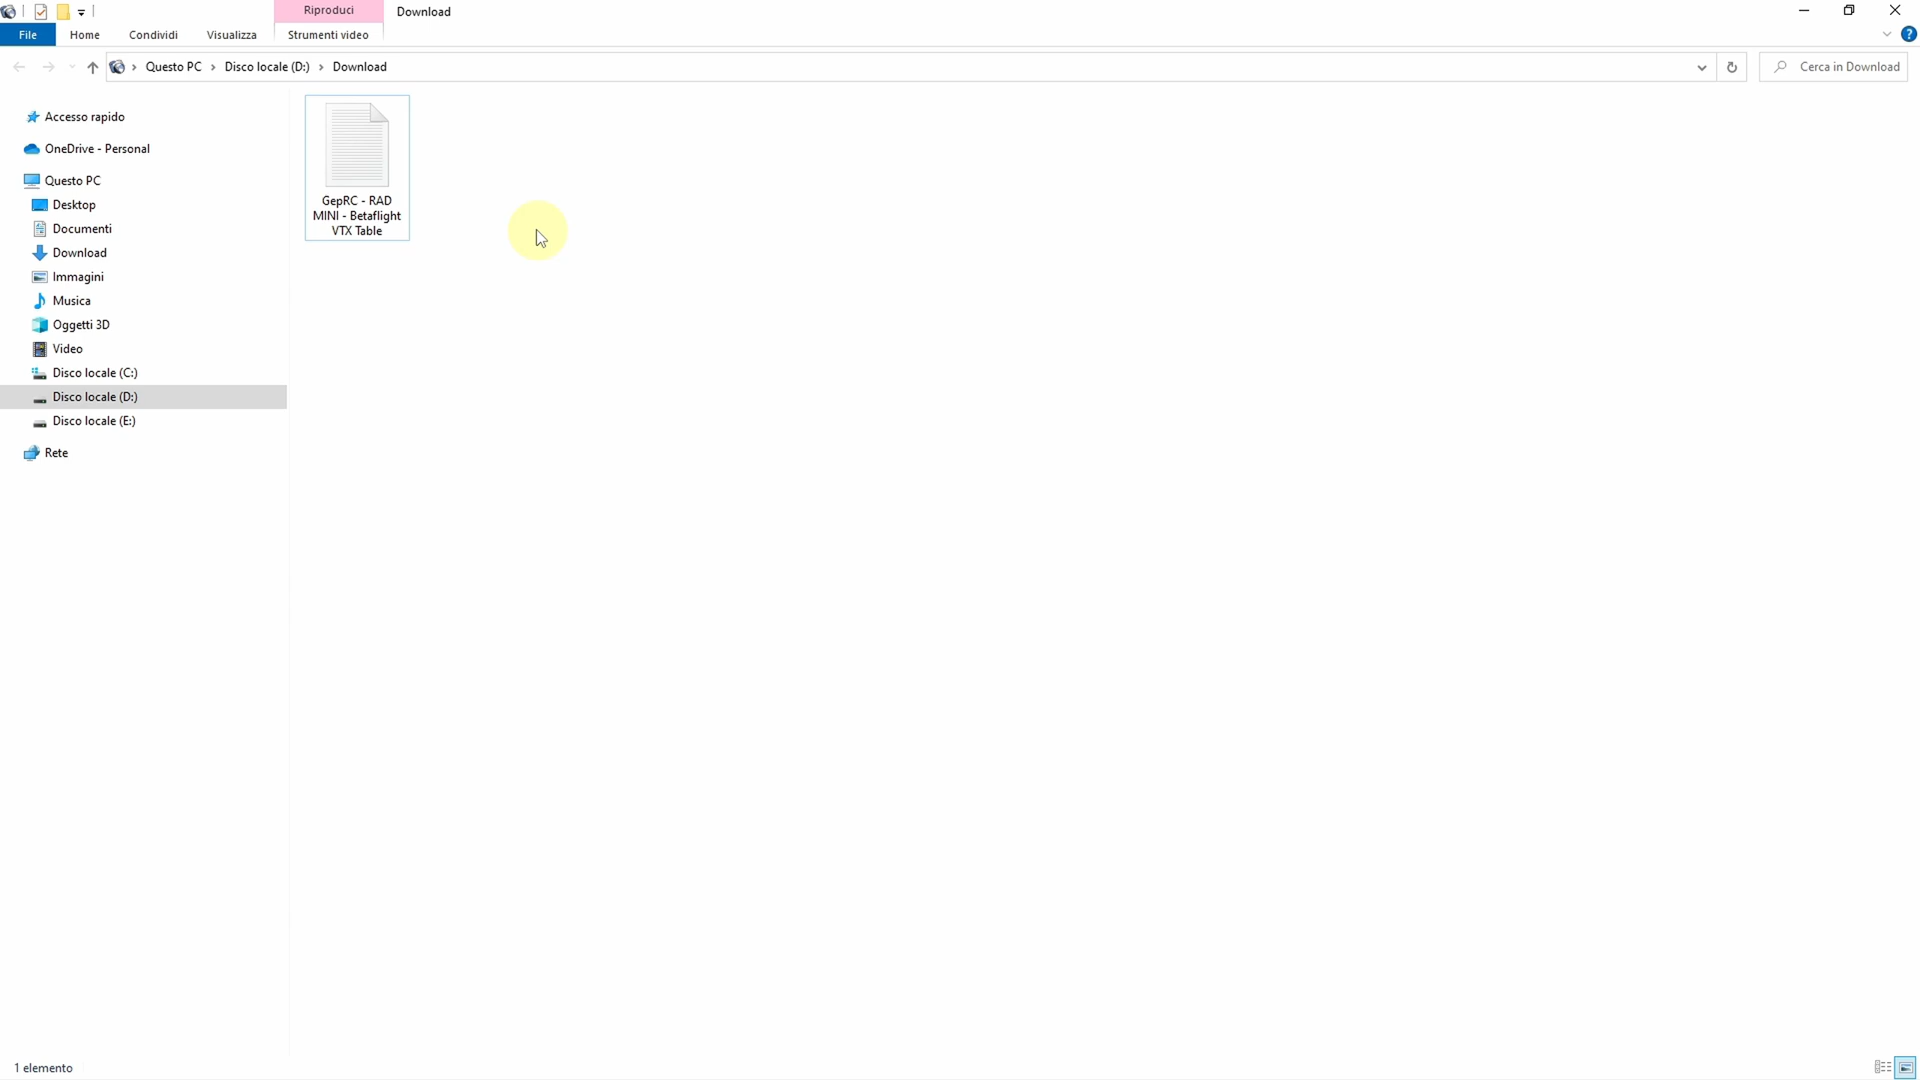 Riproduci
Download
File
Home
Condividi
Visualizza
Strumenti video
Questo PC
Disco locale (D:)
Download
Cerca in Download
Accesso rapido
OneDrive - Personal
Questo PC
Desktop
Documenti
Download
Immagini
Musica
Oggetti 3D
Video
Disco locale (C:)
Disco locale (D:)
Disco locale (E:)
Rete
GepRC - RAD
MINI - Betaflight
VTX Table
1 elemento